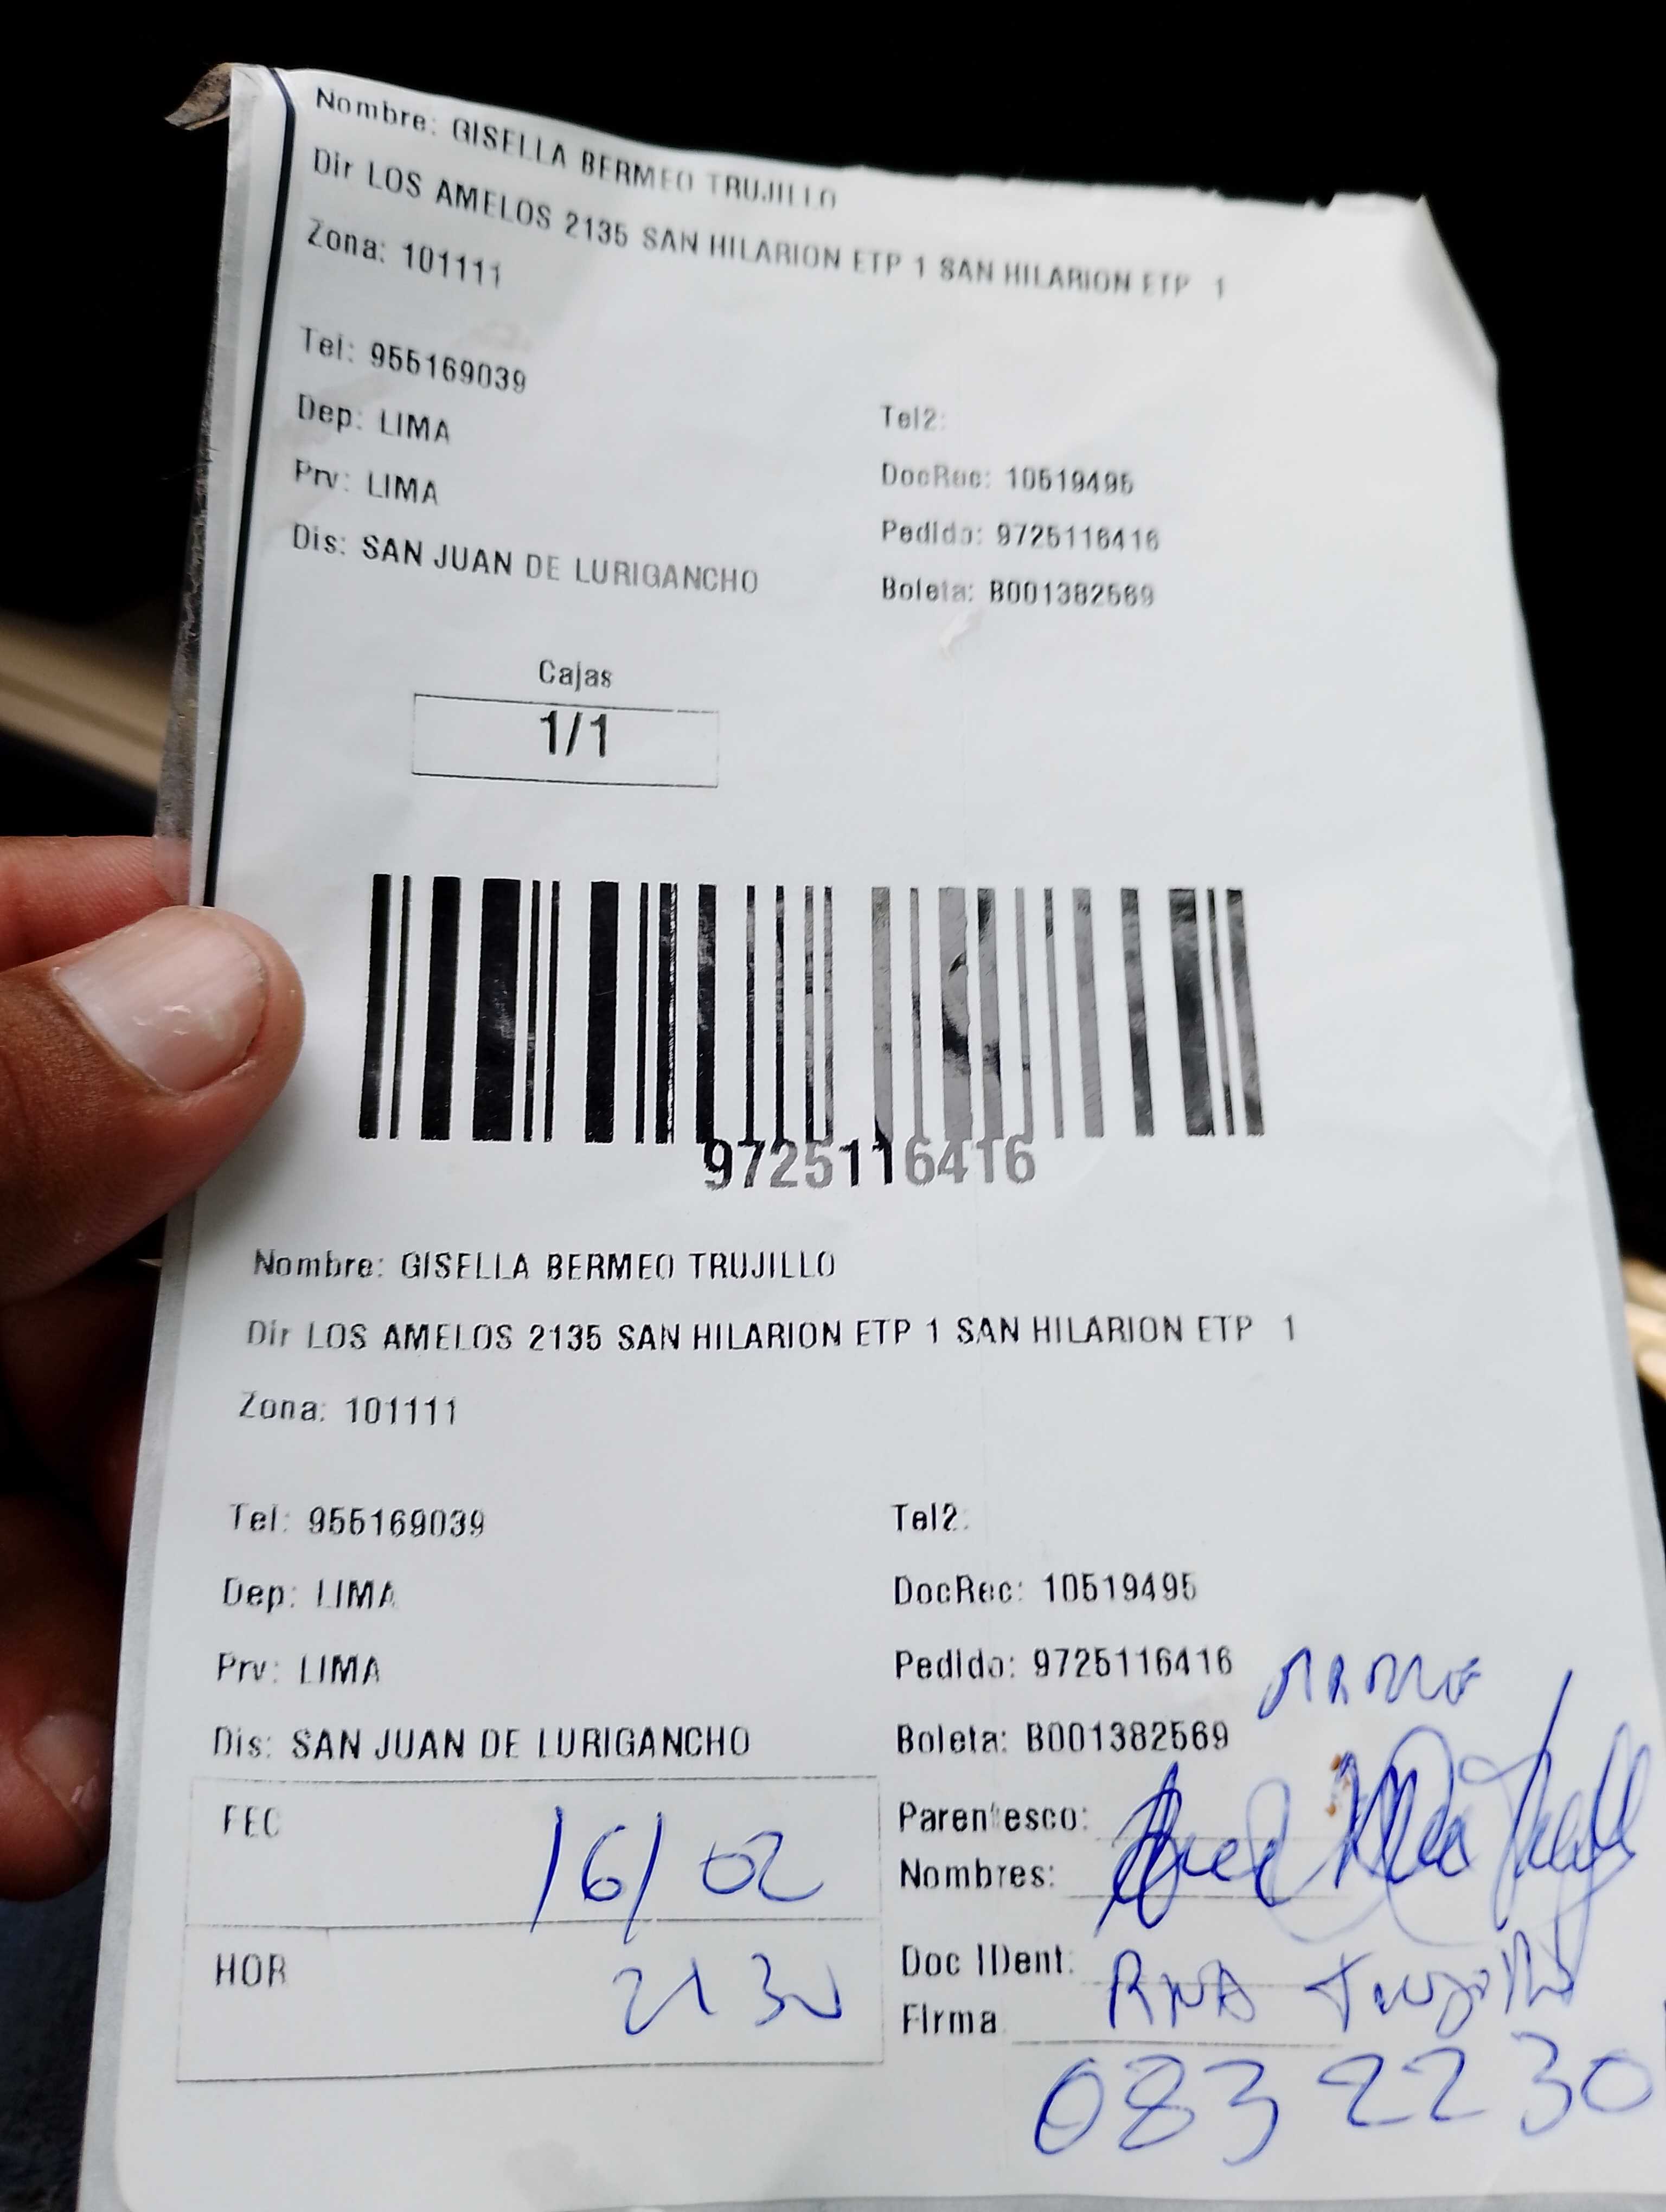 Nombre: GISELLA BERMEO TRUJILLO
Dir LOS AMELOS 2135 SAN HILARION ETP 1 SAN HILARION ETP 1
Zona: 101111
Tel: 955169039
Tel2:
Dep: LIMA
DocRec: 10519495
Prv: LIMA
Pedido: 9725116416
Dis: SAN JUAN DE LURIGANCHO
Boleta: B001382569
Cajas
1/1
9725116416
Nombre: GISELLA BERMEO TRUJILLO
Dir LOS AMELOS 2135 SAN HILARION ETP 1 SAN HILARION ETP 1
Zona: 101111
Tel: 955169039
Tel2:
Dep: LIMA
DocRec: 10519495
Prv: LIMA
Pedido: 9725116416
Dis: SAN JUAN DE LURIGANCHO
Boleta: B001382569
FEC 16/02
Parentesco:
Nombres:
HOR 21 30
Doc IDent: Trujillo
Firma
0832230